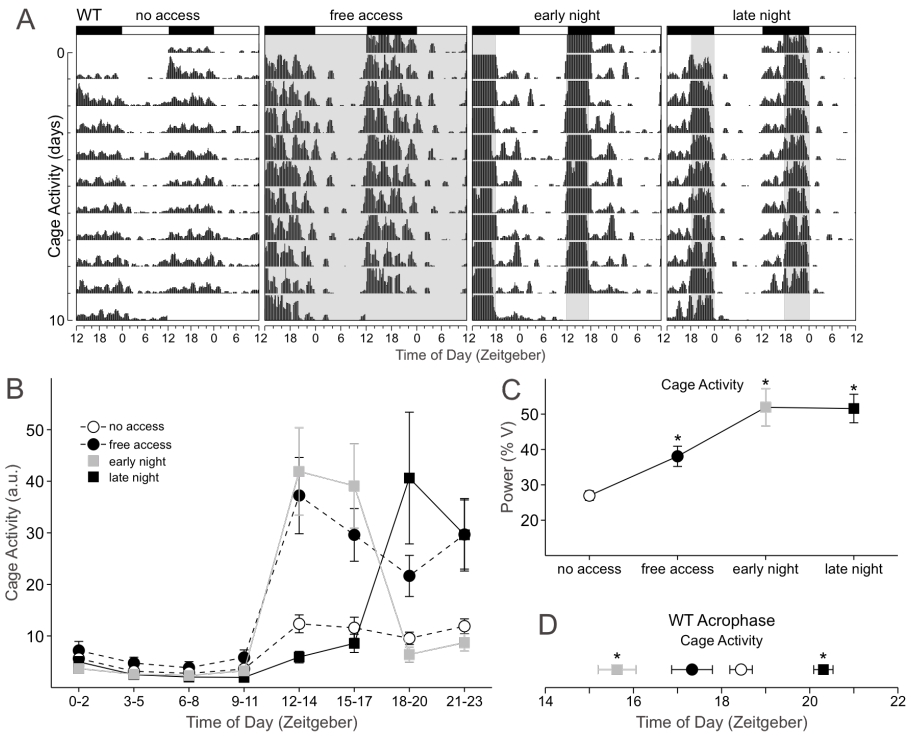 A WT no access free access early night late night
0
Cage Activity (days)
10
12 18 0 6 12 18 0 6 12 18 0 6 12 18 0 6 12 12 18 0 6 12 18 0 6 12 18 0 6 12 18 0 6 12
Time of Day (Zeitgeber)
B
50
40
30
20
10
Cage Activity (a.u.)
no access
free access
early night
late night
0-2 3-5 6-8 9-11 12-14 15-17 18-20 21-23
Time of Day (Zeitgeber)
C
Cage Activity
* * *
50
40
30
20
Power (% V)
no access free access early night late night
D
WT Acrophase
Cage Activity
* *
14 16 18 20 22
Time of Day (Zeitgeber)